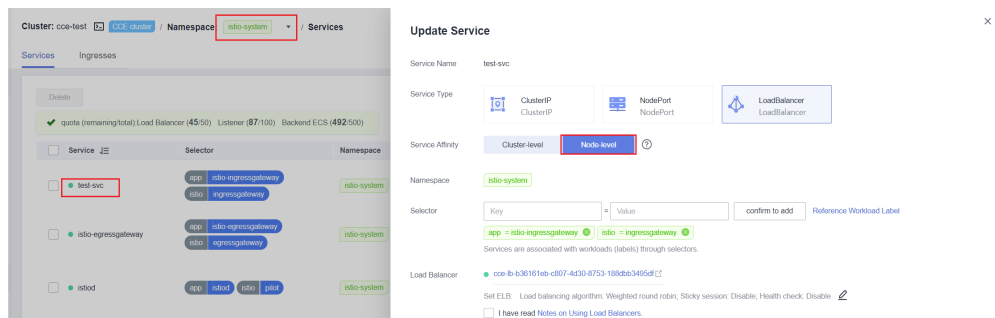 Cluster: cce-test CCE cluster / Namespace istio-system / Services
Services Ingresses
Delete
quota (remaining/total):Load Balancer (45/50) Listener (87/100) Backend ECS (492/500)
Service Selector Namespace
test-svc app istio-ingressgateway istio ingressgateway istio-system
istio-egressgateway app istio-egressgateway istio egressgateway istio-system
istiod app istiod istio pilot istio-system
Update Service
Service Name test-svc
Service Type ClusterIP ClusterIP NodePort NodePort LoadBalancer LoadBalancer
Service Affinity Cluster-level Node-level
Namespace istio-system
Selector Key = Value confirm to add Reference Workload Label
app = istio-ingressgateway istio = ingressgateway
Services are associated with workloads (labels) through selectors.
Load Balancer cce-lb-b36161eb-c807-4d30-8753-188dbb3495df
Set ELB: Load balancing algorithm: Weighted round robin; Sticky session: Disable; Health check: Disable
I have read Notes on Using Load Balancers.